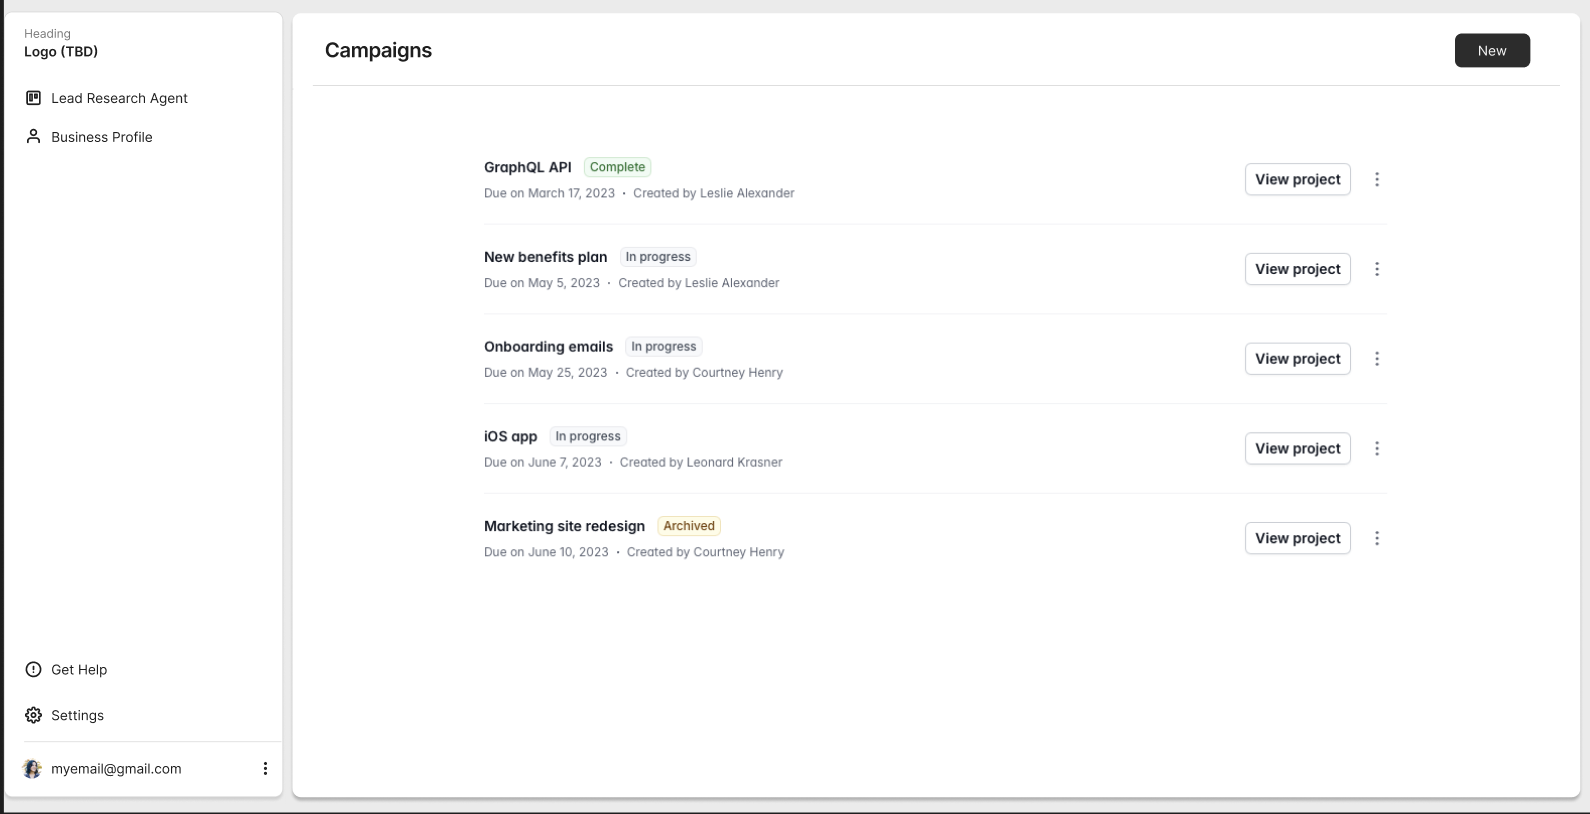 Heading
Logo (TBD)
Lead Research Agent
Business Profile
Get Help
Settings
myemail@gmail.com
Campaigns
New
GraphQL API Complete
Due on March 17, 2023 · Created by Leslie Alexander
View project
New benefits plan In progress
Due on May 5, 2023 · Created by Leslie Alexander
View project
Onboarding emails In progress
Due on May 25, 2023 · Created by Courtney Henry
View project
iOS app In progress
Due on June 7, 2023 · Created by Leonard Krasner
View project
Marketing site redesign Archived
Due on June 10, 2023 · Created by Courtney Henry
View project